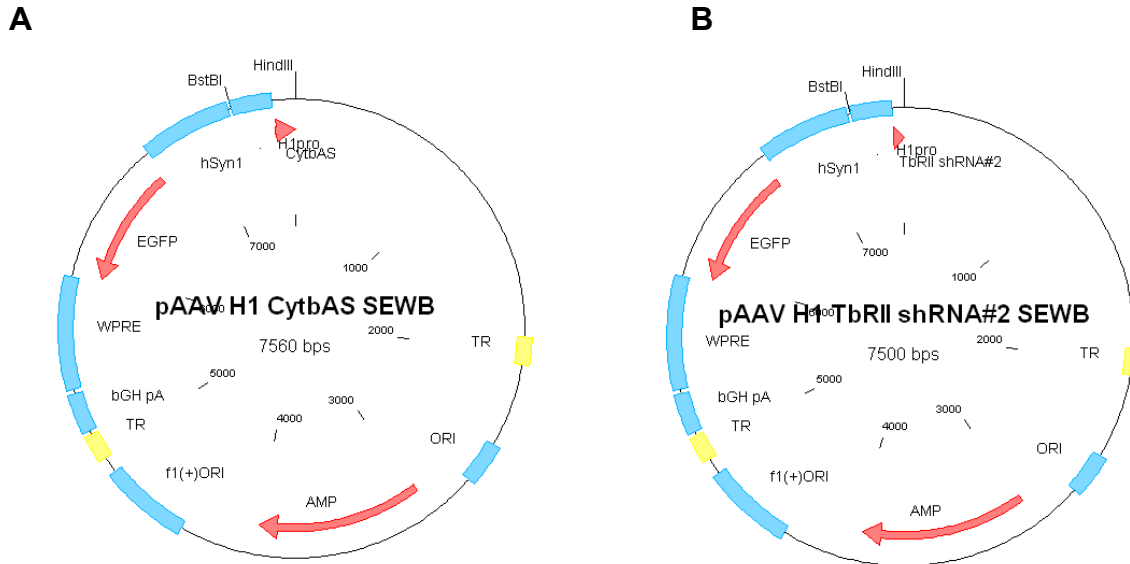 A
HindIII
BstBI
H1pro
CytbAS
hSyn1
7000
EGFP
1000
pAAV H1 CytbAS SEWB
6000
WPRE
7560 bps
2000
TR
5000
bGH pA
TR
3000
4000
ORI
f1(+)ORI
AMP
B
HindIII
BstBI
H1pro
TbRII shRNA#2
hSyn1
7000
EGFP
1000
pAAV H1 TbRII shRNA#2 SEWB
6000
WPRE
7500 bps
2000
TR
5000
bGH pA
TR
3000
4000
ORI
f1(+)ORI
AMP